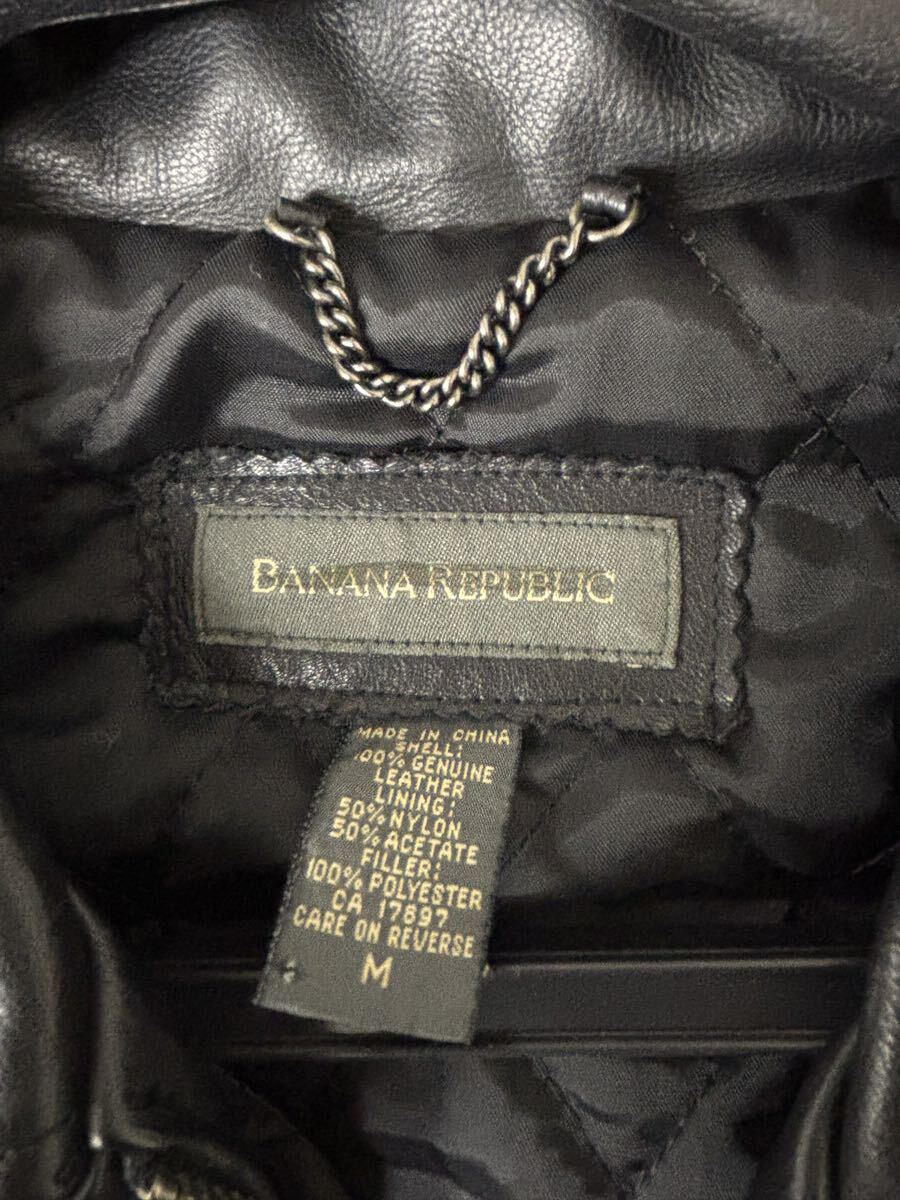 BANANA REPUBLIC
MADE IN CHINA
SHELL:
100% GENUINE
LEATHER
LINING:
50% NYLON
50% ACETATE
FILLER:
100% POLYESTER
CA 17897
CARE ON REVERSE
M